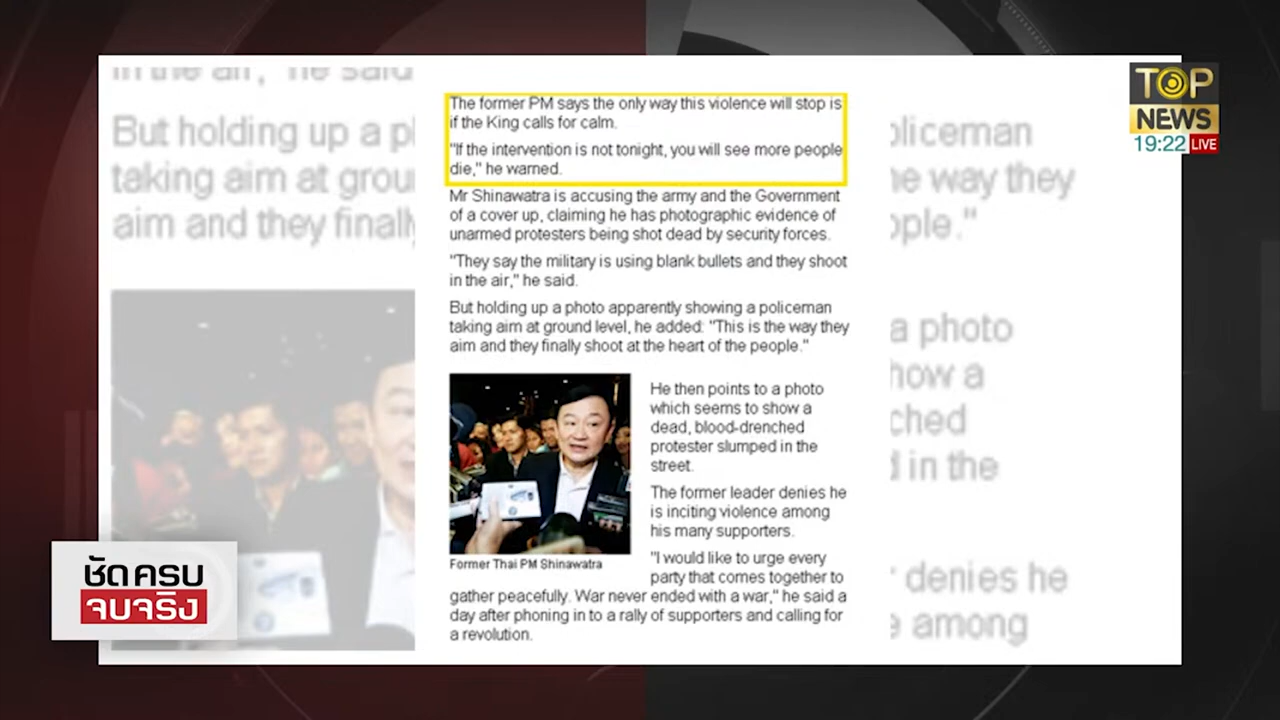 in the air," he said
But holding up a p
taking aim at grou
aim and they finall
The former PM says the only way this violence will stop is
if the King calls for calm.
"If the intervention is not tonight, you will see more people
die," he warned.
Mr Shinawatra is accusing the army and the Government
of a cover up, claiming he has photographic evidence of
unarmed protesters being shot dead by security forces.
"They say the military is using blank bullets and they shoot
in the air," he said.
But holding up a photo apparently showing a policeman
taking aim at ground level, he added: "This is the way they
aim and they finally shoot at the heart of the people."
He then points to a photo
which seems to show a
dead, blood-drenched
protester slumped in the
street.
The former leader denies he
is inciting violence among
his many supporters.
Former Thai PM Shinawatra
"I would like to urge every
party that comes together to
gather peacefully. War never ended with a war," he said a
day after phoning in to a rally of supporters and calling for
a revolution.
oliceman
e way they
ple."
a photo
how a
ched
d in the
r denies he
e among
TOP
NEWS
19:22 LIVE
ชัดครบ
จบจริง